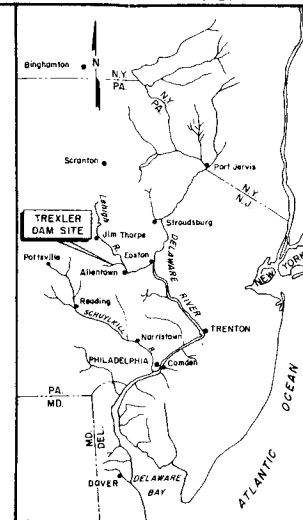 Binghamton
N
N.Y.
PA.
N.Y.
PA.
Scranton
Port Jervis
N.Y.
N.J.
TREXLER
DAM SITE
Lehigh
R.
Stroudsburg
Jim Thorpe
Pottsville
Easton
DELAWARE
RIVER
Allentown
NEW YORK
Reading
SCHUYLKILL
R.
Norristown
TRENTON
PHILADELPHIA
Camden
PA.
MD.
MD.
DEL.
ATLANTIC OCEAN
DOVER
DELAWARE
BAY